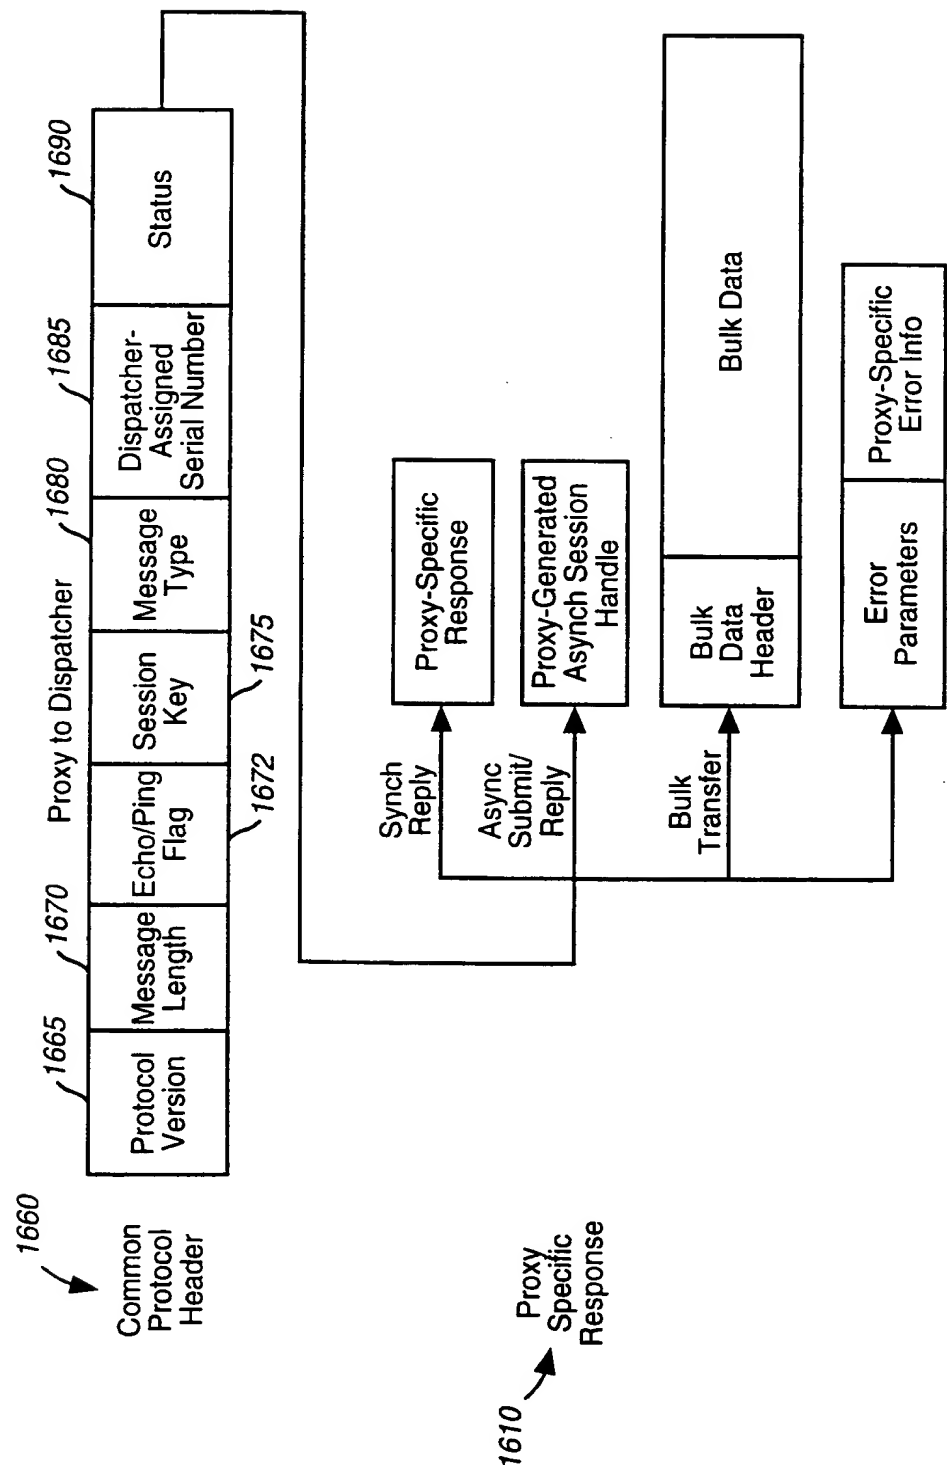 Proxy to Dispatcher
1660
1665
1670
1680
1685
1690
Common
Protocol
Header
Protocol
Version
Message
Length
Echo/Ping
Flag
Session
Key
Message
Type
Dispatcher-
Assigned
Serial Number
Status
1672
1675
Synch
Reply
Proxy-Specific
Response
Async
Submit/
Reply
Proxy-Generated
Asynch Session
Handle
1610
Proxy
Specific
Response
Bulk
Transfer
Bulk
Data
Header
Bulk Data
Error
Parameters
Proxy-Specific
Error Info